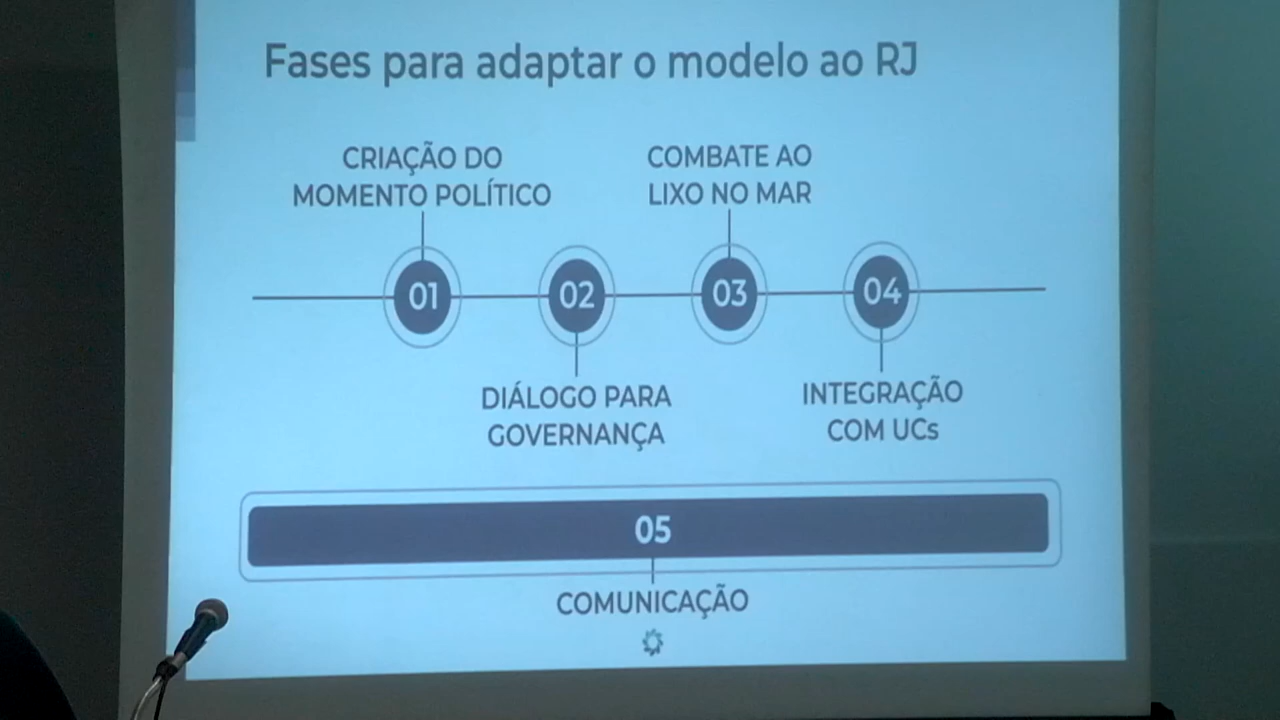 Fases para adaptar o modelo ao RJ
CRIAÇÃO DO
MOMENTO POLÍTICO
COMBATE AO
LIXO NO MAR
01
02
03
04
DIÁLOGO PARA
GOVERNANÇA
INTEGRAÇÃO
COM UCs
05
COMUNICAÇÃO